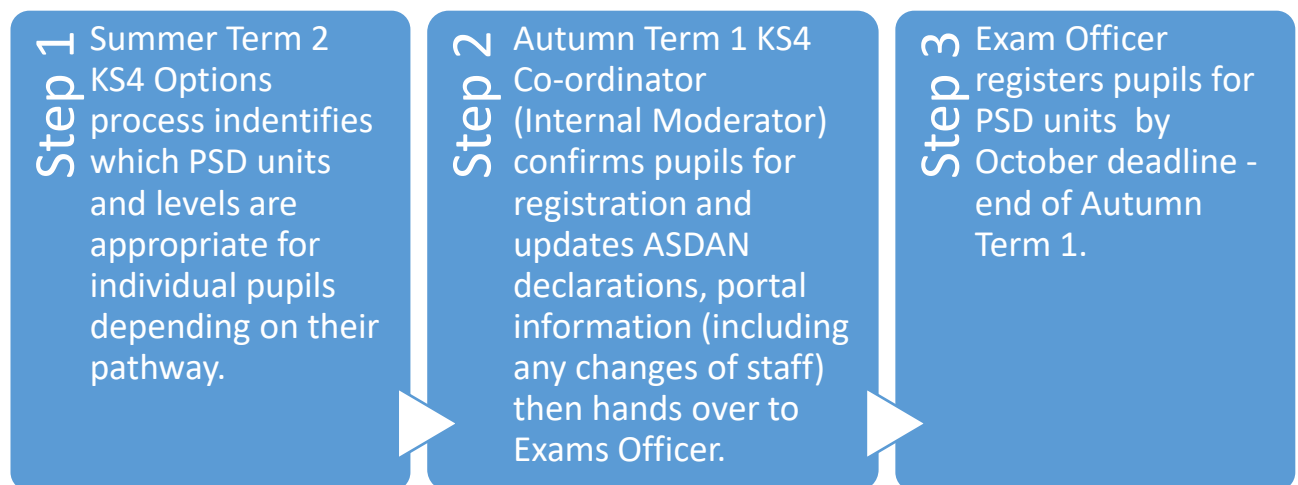 Step 1
Summer Term 2
KS4 Options
process indentifies
which PSD units
and levels are
appropriate for
individual pupils
depending on their
pathway.
Step 2
Autumn Term 1 KS4
Co-ordinator
(Internal Moderator)
confirms pupils for
registration and
updates ASDAN
declarations, portal
information (including
any changes of staff)
then hands over to
Exams Officer.
Step 3
Exam Officer
registers pupils for
PSD units  by
October deadline -
end of Autumn
Term 1.